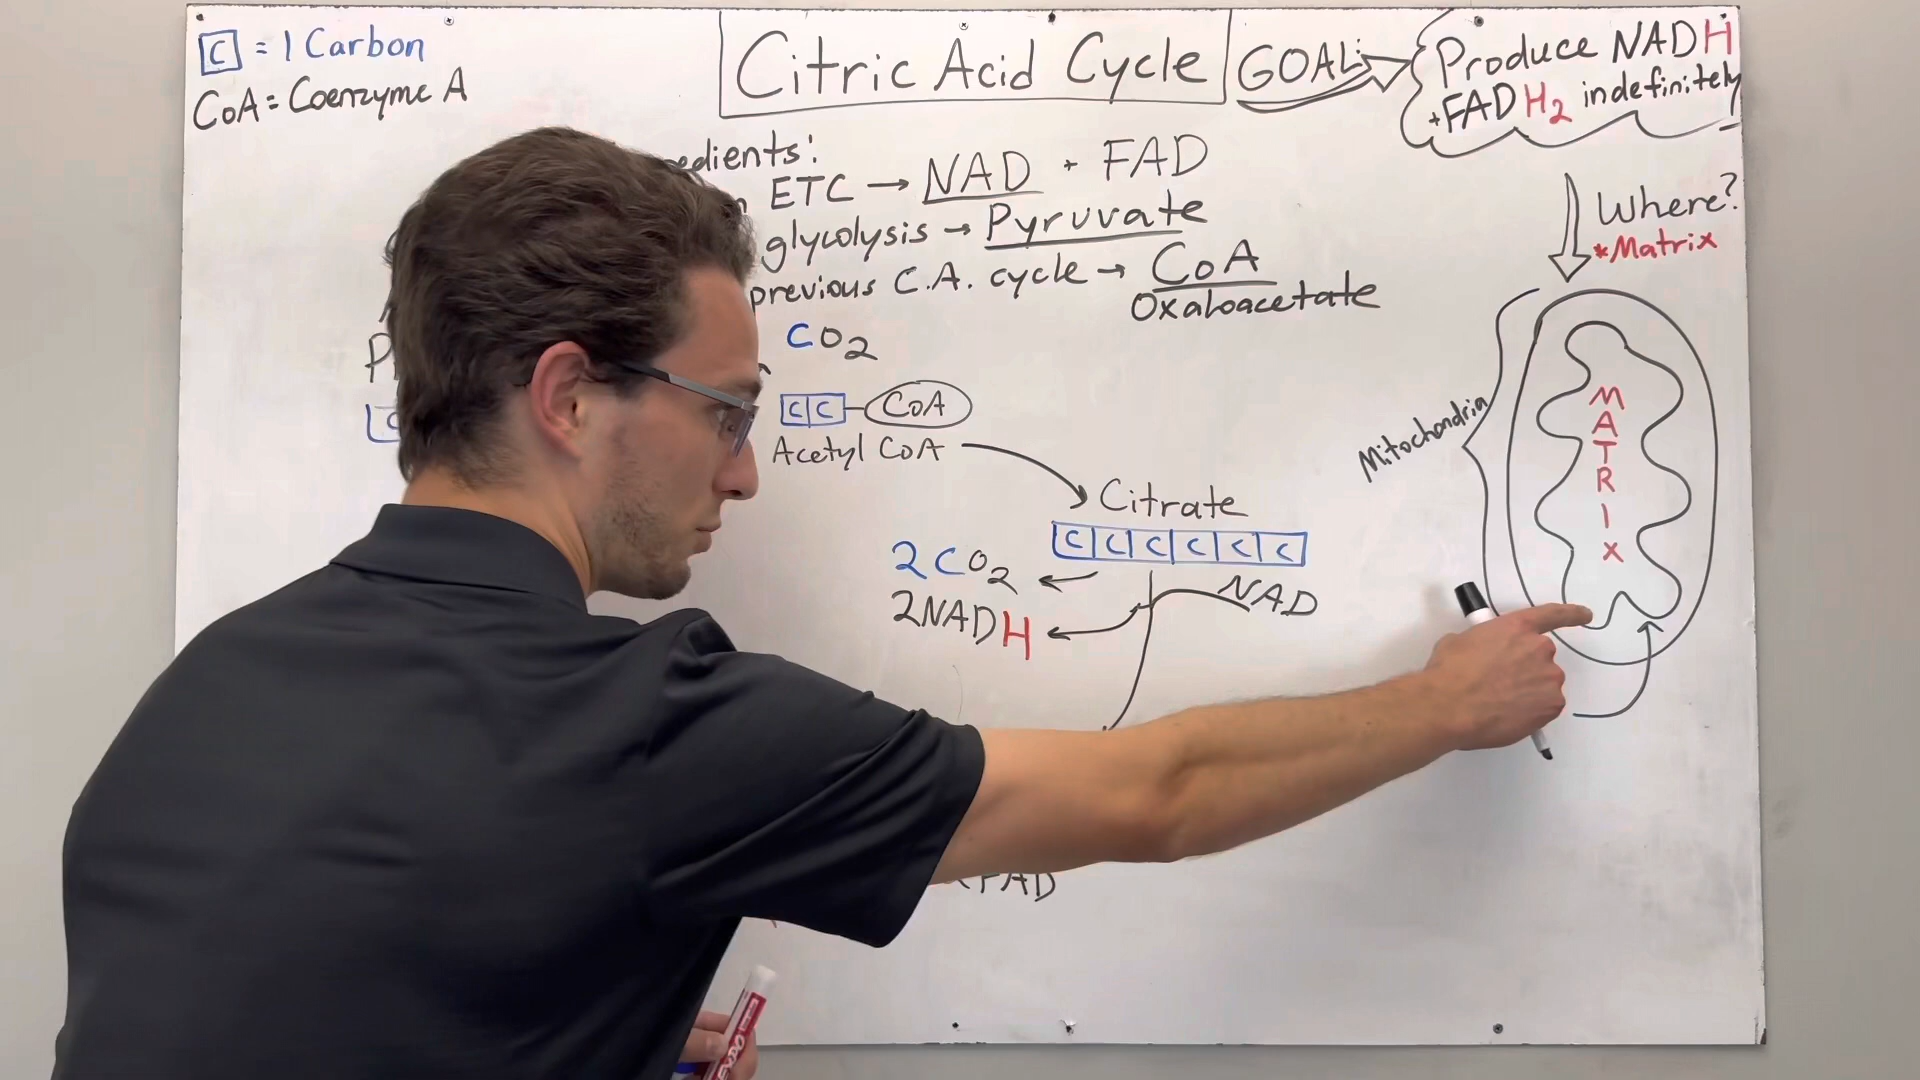 C = 1 Carbon
CoA = Coenzyme A
Citric Acid Cycle
GOAL:
Produce NADH
+FADH2 indefinitely
edients:
ETC → NAD + FAD
glycolysis → Pyruvate
previous C.A. cycle → CoA
Oxaloacetate
CO2
C C CoA
Acetyl CoA
Citrate
C C C C C C
2CO2
NAD
2NADH
FAD
Where?
*Matrix
Mitochondria
MATRIX